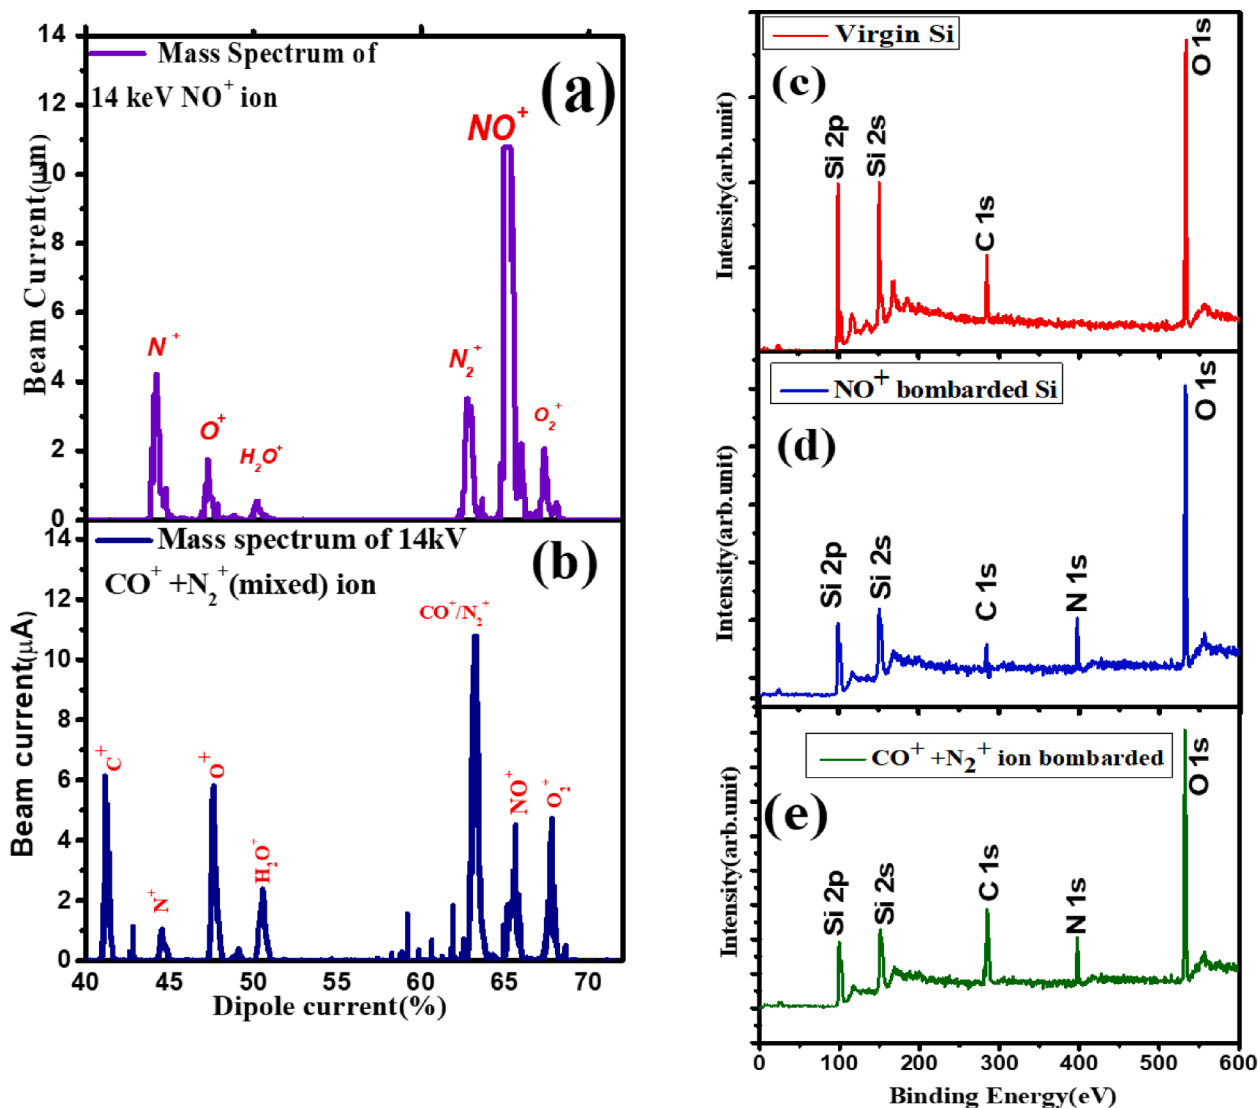 14
12
10
8
6
4
2
0
Beam Current(μm)
Mass Spectrum of
14 keV NO⁺ ion
(a)
N⁺
O⁺
H₂O⁺
N₂⁺
NO⁺
O₂⁺
14
12
10
8
6
4
2
0
Beam current(μA)
Mass spectrum of 14kV
CO⁺ +N₂⁺(mixed) ion
(b)
⁺C
N⁺
⁺O
H₂O⁺
CO⁺/N₂⁺
NO⁺
O₂⁺
40 45 50 55 60 65 70
Dipole current(%)
Intensity(arb.unit)
Virgin Si
(c)
Si 2p
Si 2s
C 1s
O 1s
Intensity(arb.unit)
NO⁺ bombarded Si
(d)
Si 2p
Si 2s
C 1s
N 1s
O 1s
Intensity(arb.unit)
CO⁺ +N₂⁺ ion bombarded
(e)
Si 2p
Si 2s
C 1s
N 1s
O 1s
0 100 200 300 400 500 600
Binding Energy(eV)